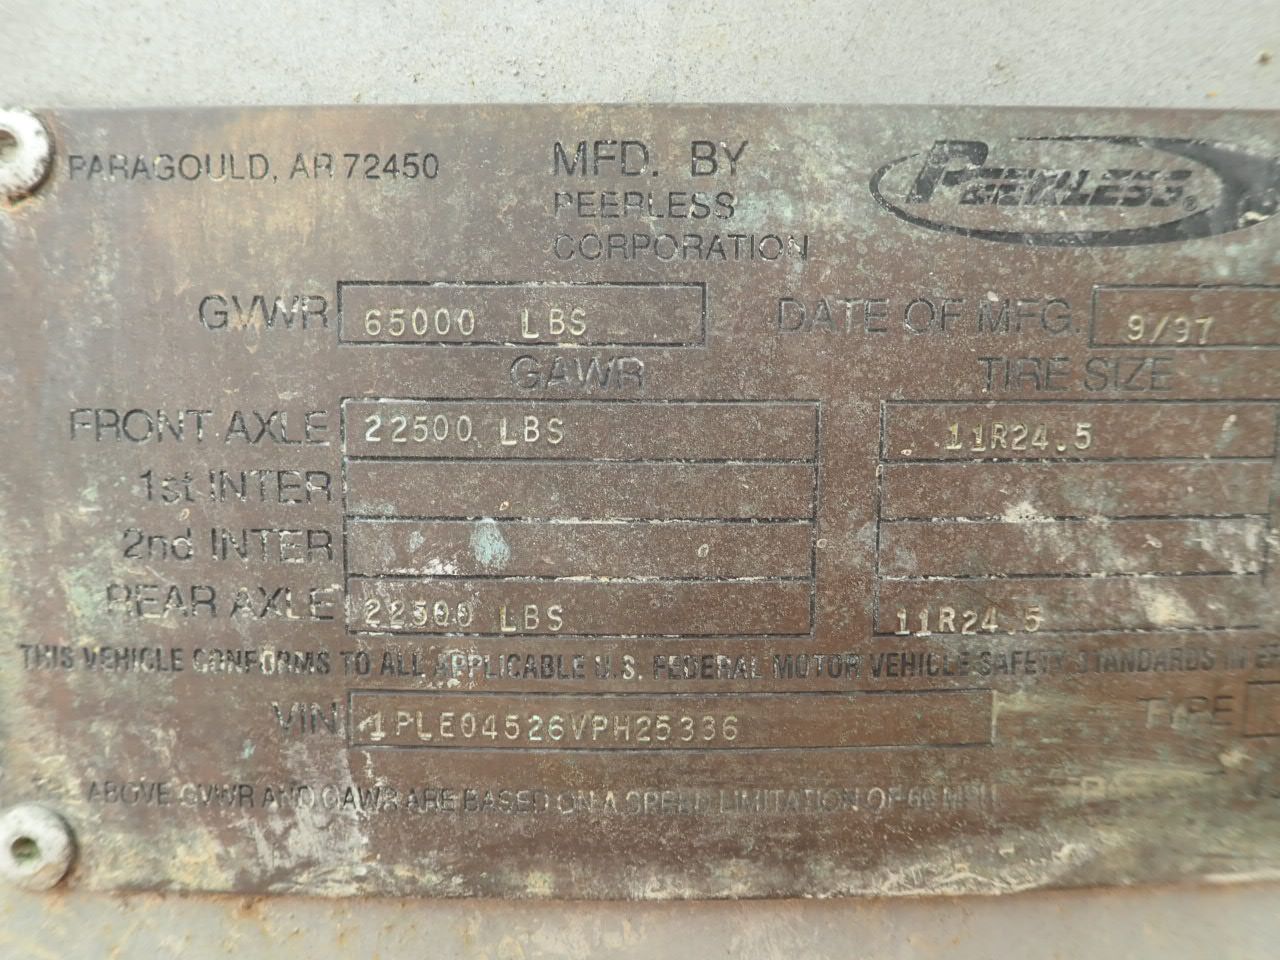 PARAGOULD, AR 72450
MFD. BY
PEERLESS
CORPORATION
PEERLESS®
GVWR 65000 LBS
DATE OF MFG. 9/97
GAWR TIRE SIZE
FRONT AXLE 22500 LBS 11R24.5
1st INTER
2nd INTER
REAR AXLE 22500 LBS 11R24.5
THIS VEHICLE CONFORMS TO ALL APPLICABLE U.S. FEDERAL MOTOR VEHICLE SAFETY STANDARDS IN
VIN 1PLE04526VPH25336 TYPE
ABOVE GVWR AND GAWR ARE BASED ON A SPEED LIMITATION OF MPH